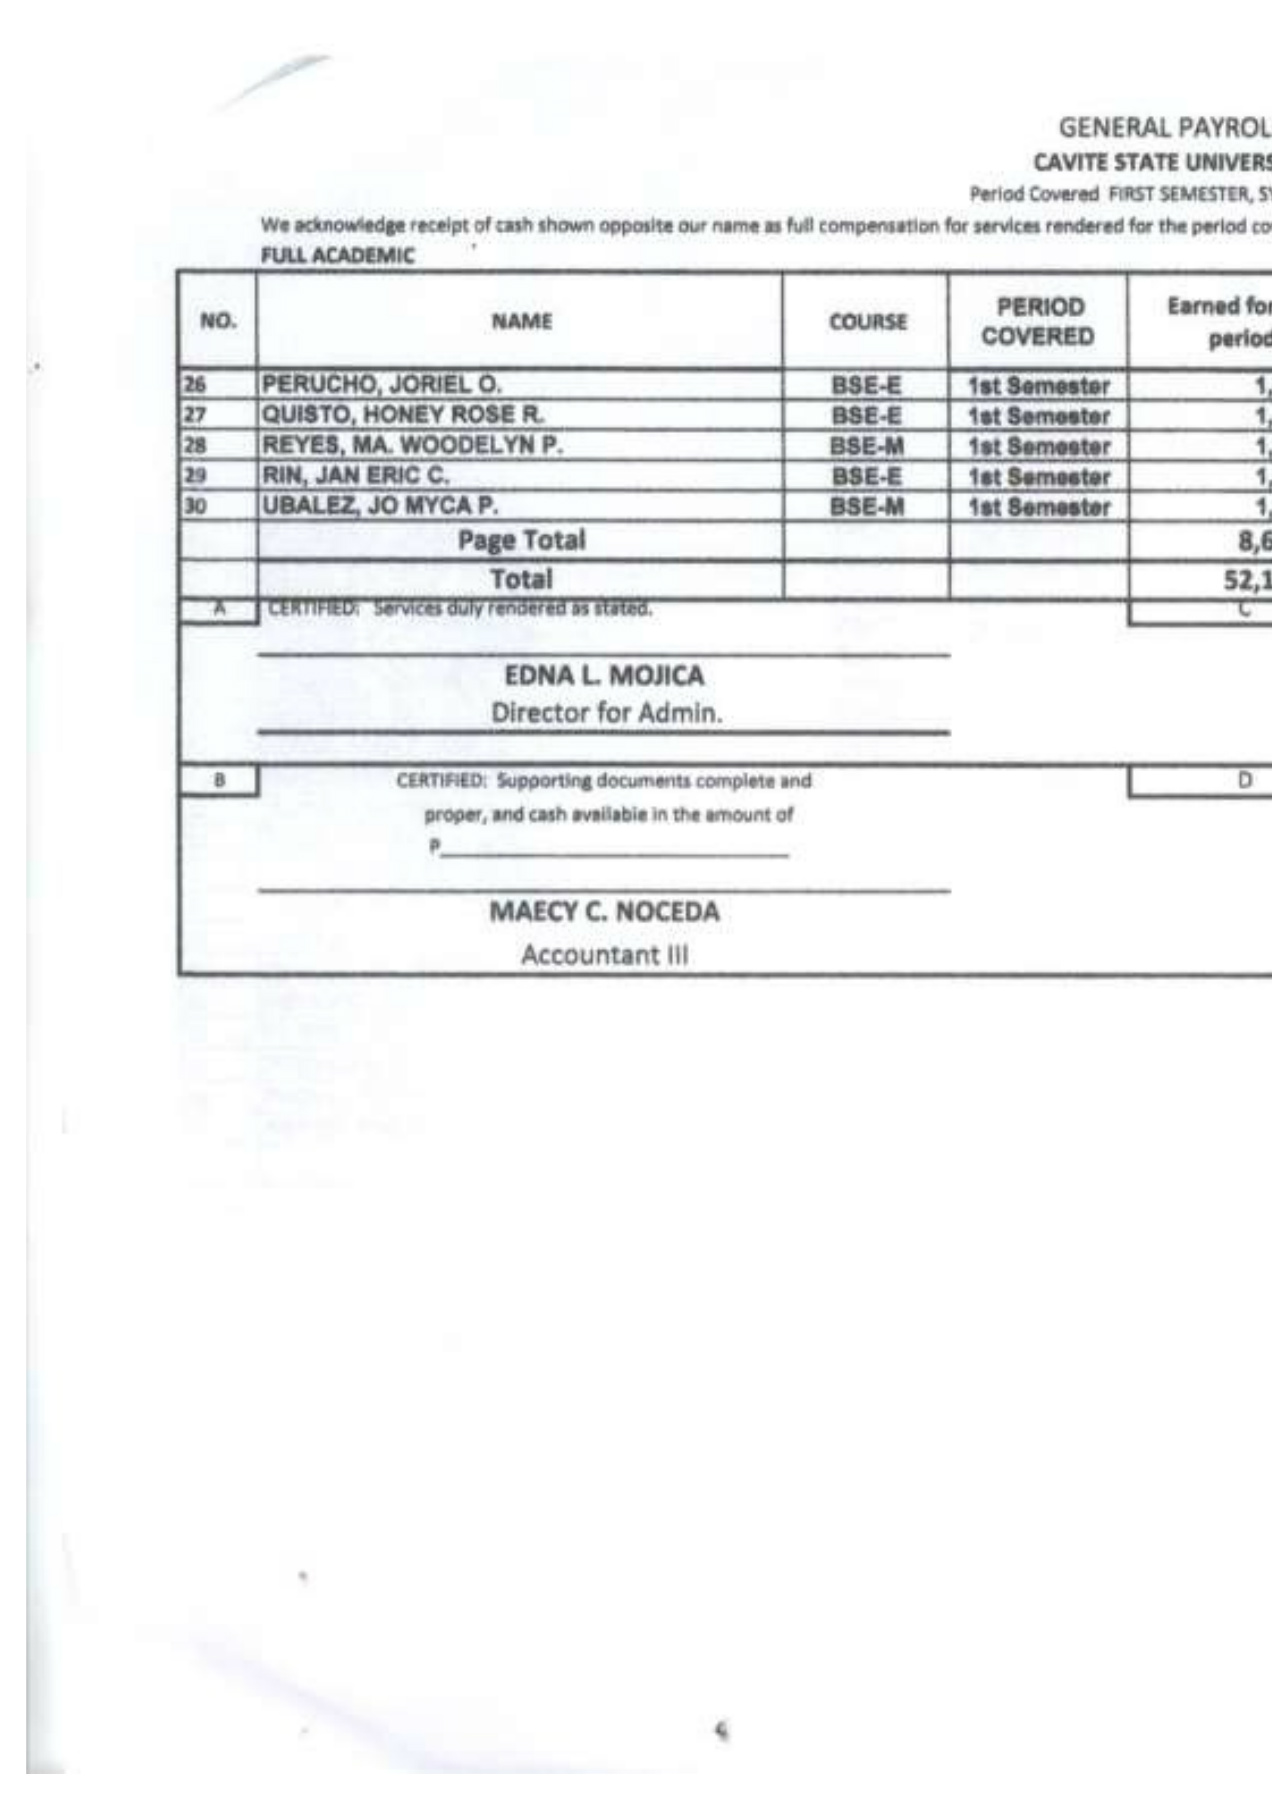 GENERAL PAYROL
CAVITE STATE UNIVERS
Period Covered FIRST SEMESTER, SY
We acknowledge receipt of cash shown opposite our name as full compensation for services rendered for the period co
FULL ACADEMIC
NO. NAME COURSE PERIOD COVERED Earned for period
26 PERUCHO, JORIEL O. BSE-E 1st Semester 1,
27 QUISTO, HONEY ROSE R. BSE-E 1st Semester 1,
28 REYES, MA. WOODELYN P. BSE-M 1st Semester 1,
29 RIN, JAN ERIC C. BSE-E 1st Semester 1,
30 UBALEZ, JO MYCA P. BSE-M 1st Semester 1,
Page Total 8,6
Total 52,1
A CERTIFIED: Services duly rendered as stated. C
EDNA L. MOJICA
Director for Admin.
B CERTIFIED: Supporting documents complete and D
proper, and cash available in the amount of
P
MAECY C. NOCEDA
Accountant III